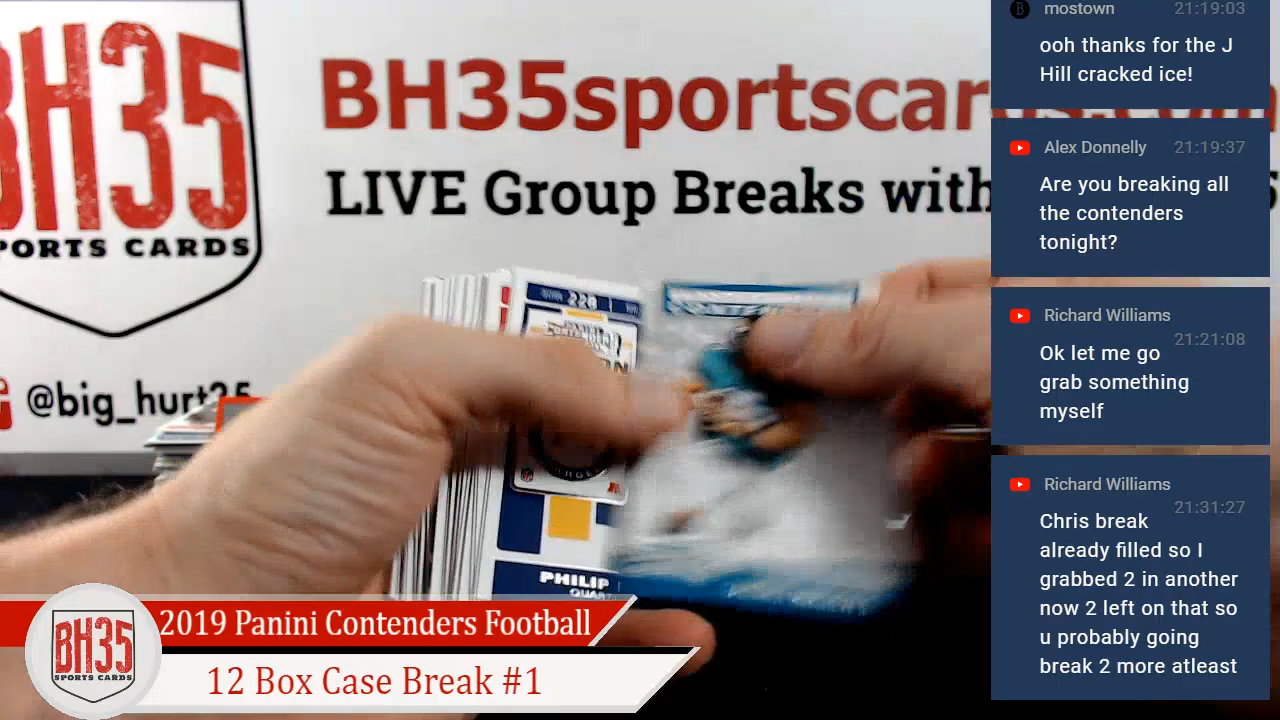 BH35
SPORTS CARDS
BH35sportscar
LIVE Group Breaks with
@big_hurt35
228
PHILIP
2019 Panini Contenders Football
12 Box Case Break #1
BH35
SPORTS CARDS
mostown 21:19:03
ooh thanks for the J
Hill cracked ice!
Alex Donnelly 21:19:37
Are you breaking all
the contenders
tonight?
Richard Williams
21:21:08
Ok let me go
grab something
myself
Richard Williams
21:31:27
Chris break
already filled so I
grabbed 2 in another
now 2 left on that so
u probably going
break 2 more atleast